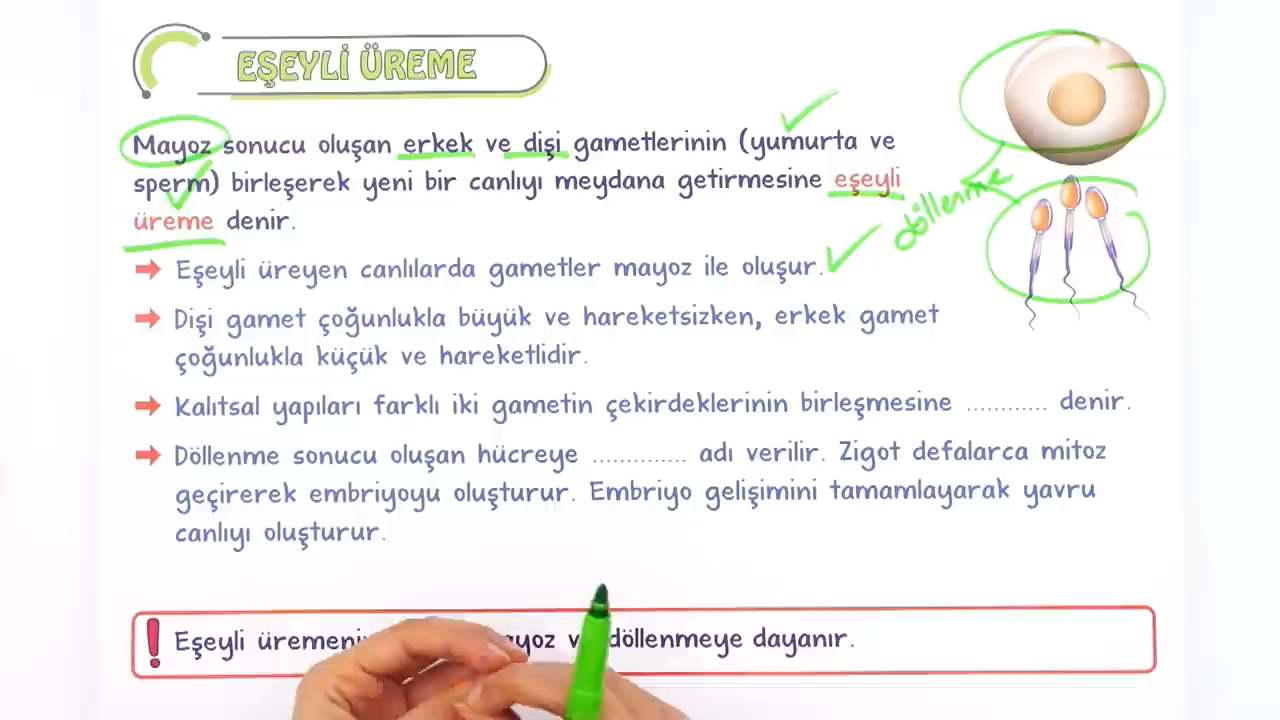 EŞEYLİ ÜREME
Mayoz sonucu oluşan erkek ve dişi gametlerinin (yumurta ve
sperm) birleşerek yeni bir canlıyı meydana getirmesine eşeyli
üreme denir.
döllenme
➡ Eşeyli üreyen canlılarda gametler mayoz ile oluşur.
➡ Dişi gamet çoğunlukla büyük ve hareketsizken, erkek gamet
çoğunlukla küçük ve hareketlidir.
➡ Kalıtsal yapıları farklı iki gametin çekirdeklerinin birleşmesine ............ denir.
➡ Döllenme sonucu oluşan hücreye .............. adı verilir. Zigot defalarca mitoz
geçirerek embriyoyu oluşturur. Embriyo gelişimini tamamlayarak yavru
canlıyı oluşturur.
! Eşeyli üremenin mayoz ve döllenmeye dayanır.